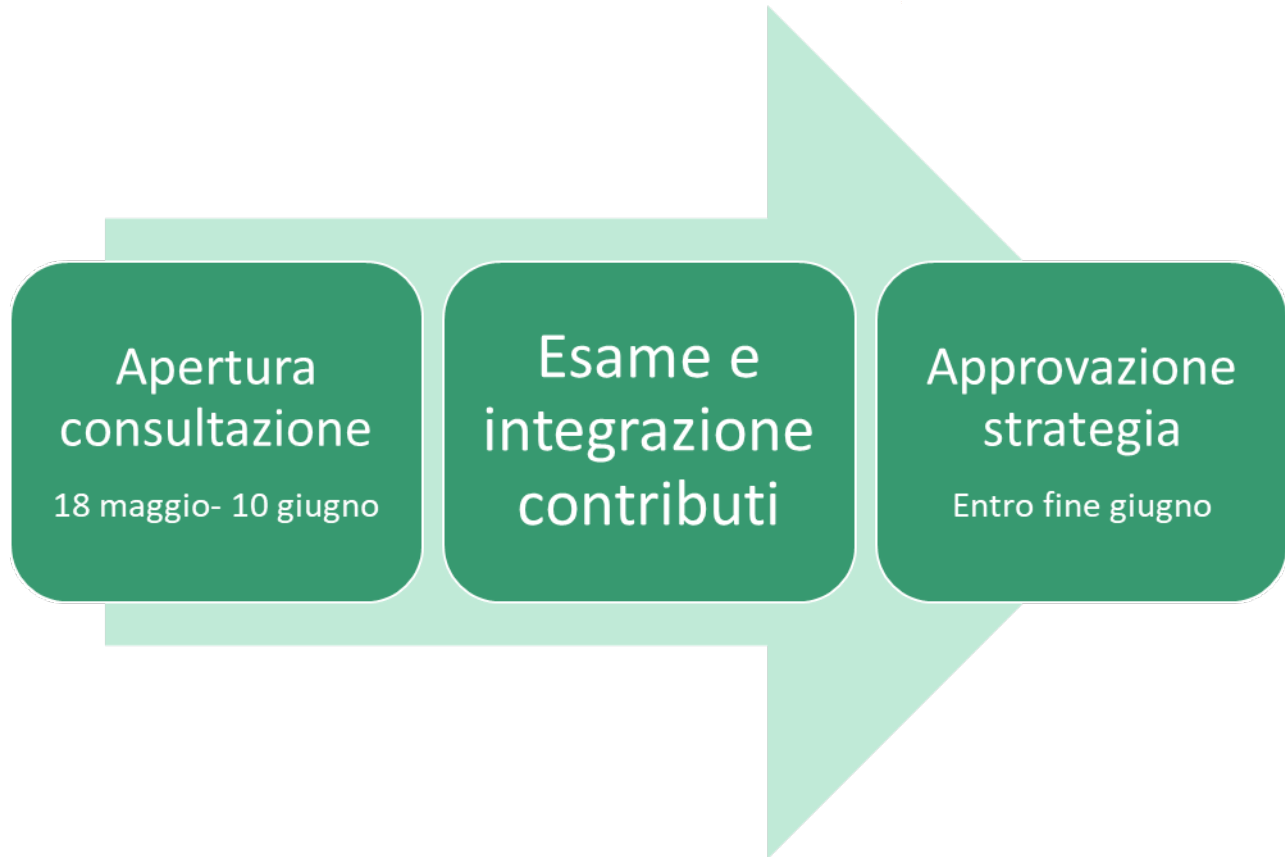 Apertura
consultazione
18 maggio- 10 giugno
Esame e
integrazione
contributi
Approvazione
strategia
Entro fine giugno